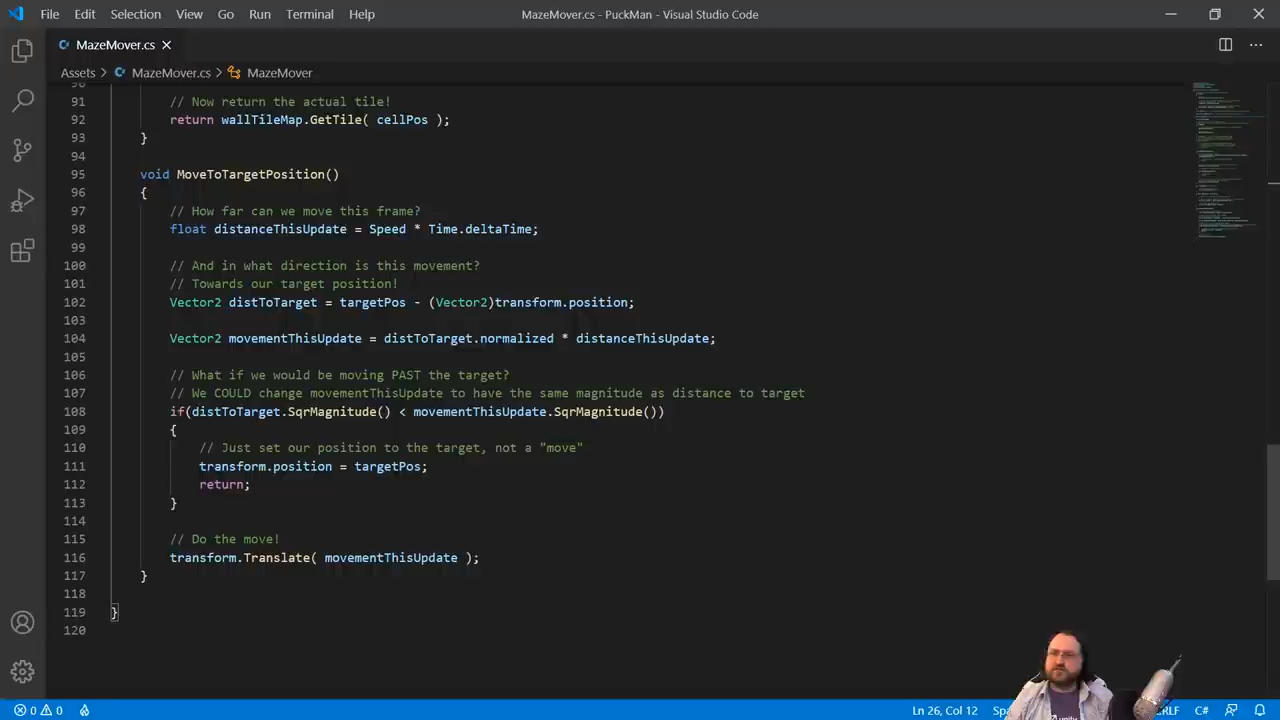 File Edit Selection View Go Run Terminal Help MazeMover.cs - PuckMan - Visual Studio Code
MazeMover.cs
Assets > MazeMover.cs > MazeMover
90
91 // Now return the actual tile!
92 return wallTileMap.GetTile( cellPos );
93 }
94
95 void MoveToTargetPosition()
96 {
97 // How far can we move this frame?
98 float distanceThisUpdate = Speed * Time.deltaTime;
99
100 // And in what direction is this movement?
101 // Towards our target position!
102 Vector2 distToTarget = targetPos - (Vector2)transform.position;
103
104 Vector2 movementThisUpdate = distToTarget.normalized * distanceThisUpdate;
105
106 // What if we would be moving PAST the target?
107 // We COULD change movementThisUpdate to have the same magnitude as distance to target
108 if(distToTarget.SqrMagnitude() < movementThisUpdate.SqrMagnitude())
109 {
110 // Just set our position to the target, not a "move"
111 transform.position = targetPos;
112 return;
113 }
114
115 // Do the move!
116 transform.Translate( movementThisUpdate );
117 }
118
119 }
120
0 0 Ln 26, Col 12 CRLF C#